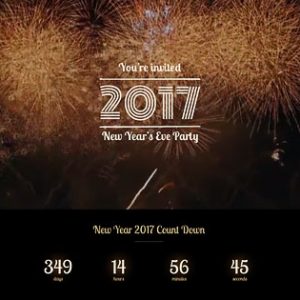 You're invited
2017
New Year's Eve Party
New Year 2017 Count Down
349 14 56 45
days hours minutes seconds